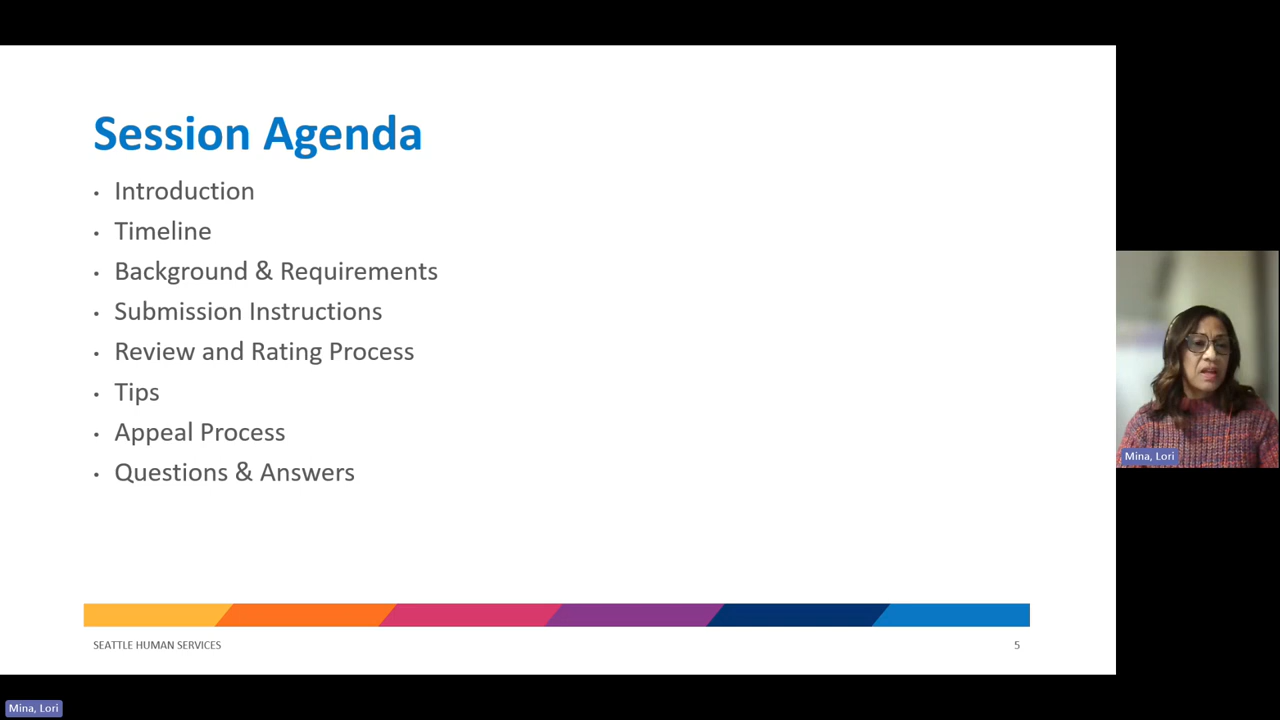 Session Agenda
• Introduction
• Timeline
• Background & Requirements
• Submission Instructions
• Review and Rating Process
• Tips
• Appeal Process
• Questions & Answers
SEATTLE HUMAN SERVICES
5
Mina, Lori
Mina, Lori